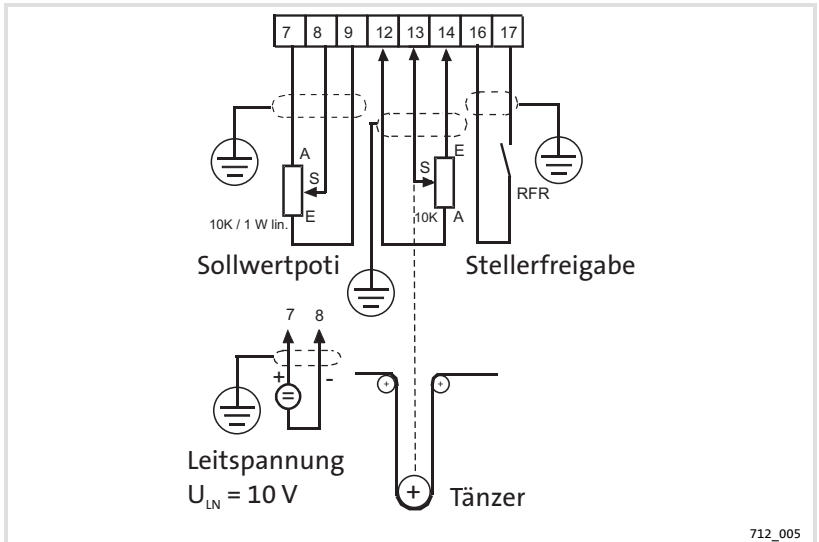 7 8 9 12 13 14 16 17
A
S
E
10K / 1 W lin.
E
S
10K A
RFR
Sollwertpoti
Stellerfreigabe
7 8
+ -
=
+ +
Leitspannung
U_LN = 10 V
+
Tänzer
712_005